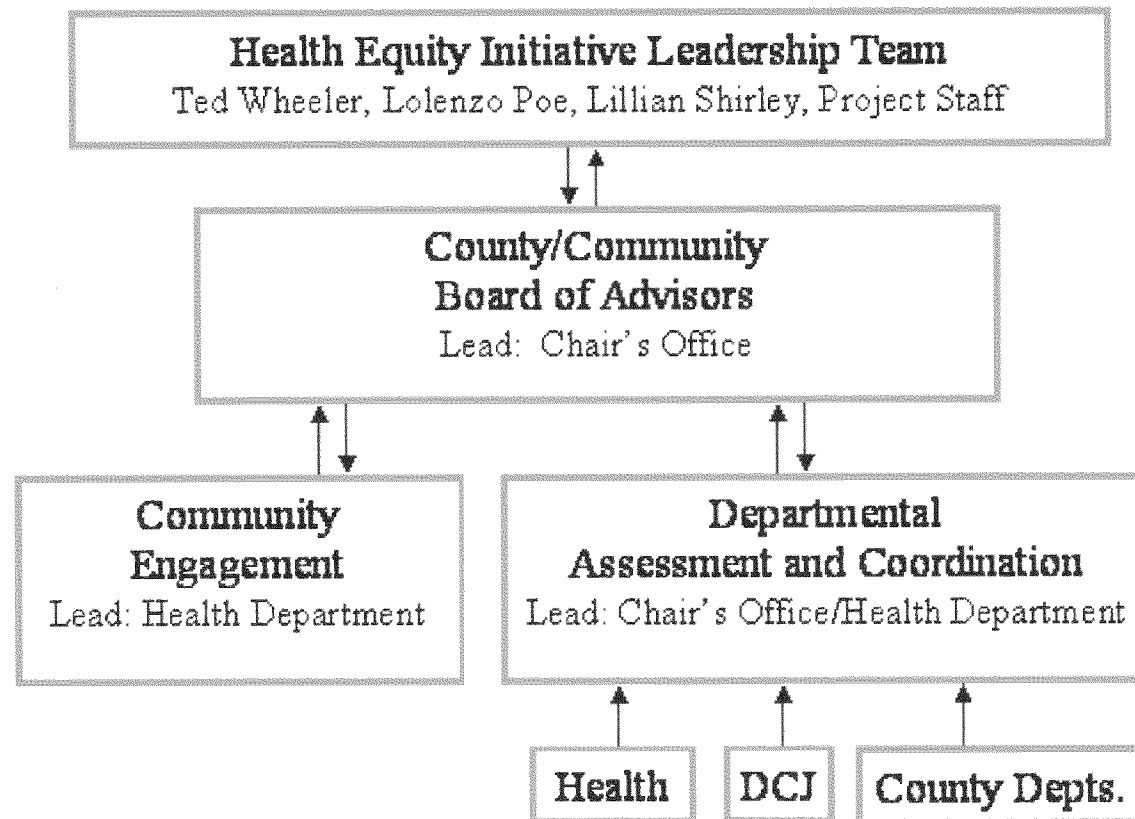 Health Equity Initiative Leadership Team
Ted Wheeler, Lolenzo Poe, Lillian Shirley, Project Staff
County/Community
Board of Advisors
Lead: Chair's Office
Community
Engagement
Lead: Health Department
Departmental
Assessment and Coordination
Lead: Chair's Office/Health Department
Health
DCJ
County Depts.